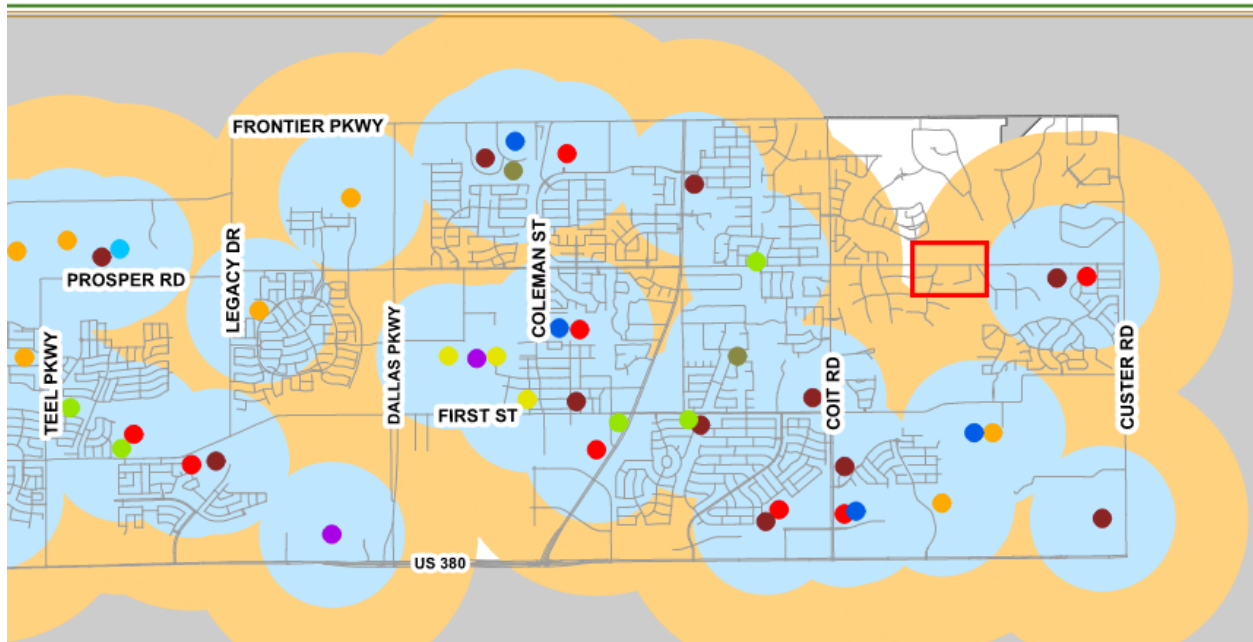 FRONTIER PKWY
PROSPER RD
LEGACY DR
COLEMAN ST
TEEL PKWY
DALLAS PKWY
FIRST ST
COIT RD
CUSTER RD
US 380